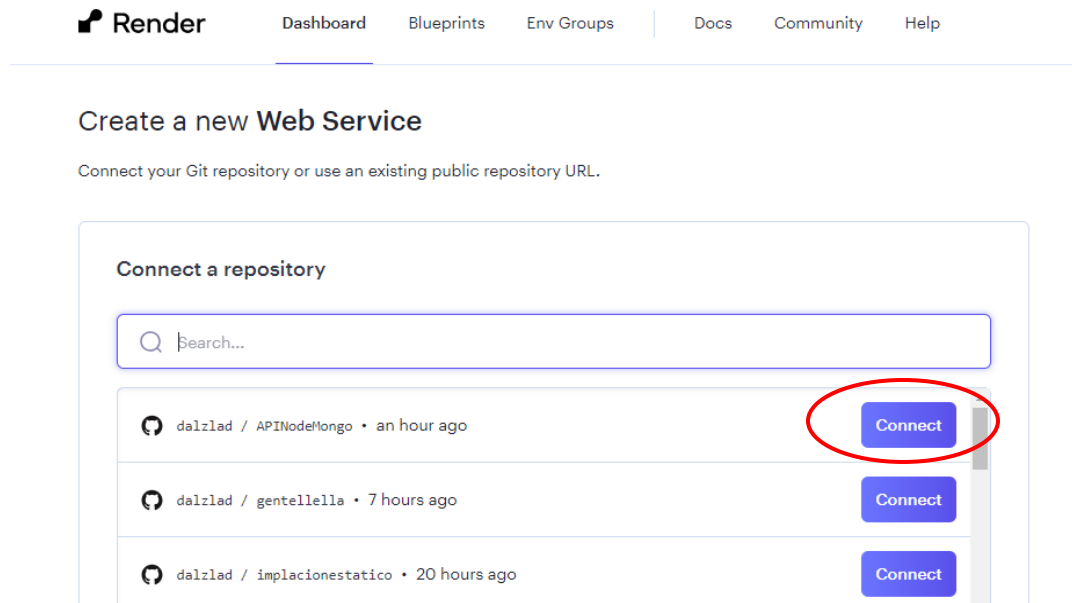 Render Dashboard Blueprints Env Groups Docs Community Help
Create a new Web Service
Connect your Git repository or use an existing public repository URL.
Connect a repository
Search...
dalzlad / APINodeMongo • an hour ago Connect
dalzlad / gentellella • 7 hours ago Connect
dalzlad / implacionestatico • 20 hours ago Connect